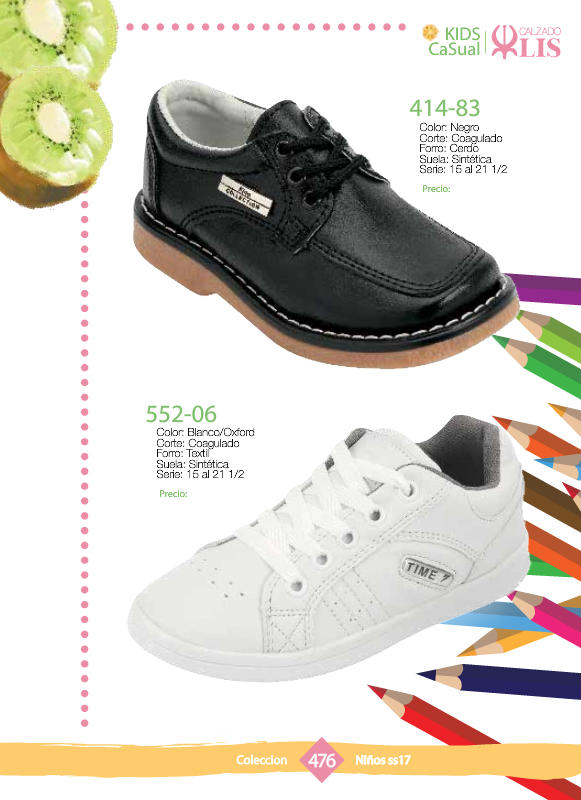 KIDS
CaSual
CALZADO
LIS
414-83
Color: Negro
Corte: Coagulado
Forro: Cerdo
Suela: Sintética
Serie: 15 al 21 1/2
Precio:
COLLECTION
552-06
Color: Blanco/Oxford
Corte: Coagulado
Forro: Textil
Suela: Sintética
Serie: 15 al 21 1/2
Precio:
TIME 7
Coleccion 476 Niños ss17